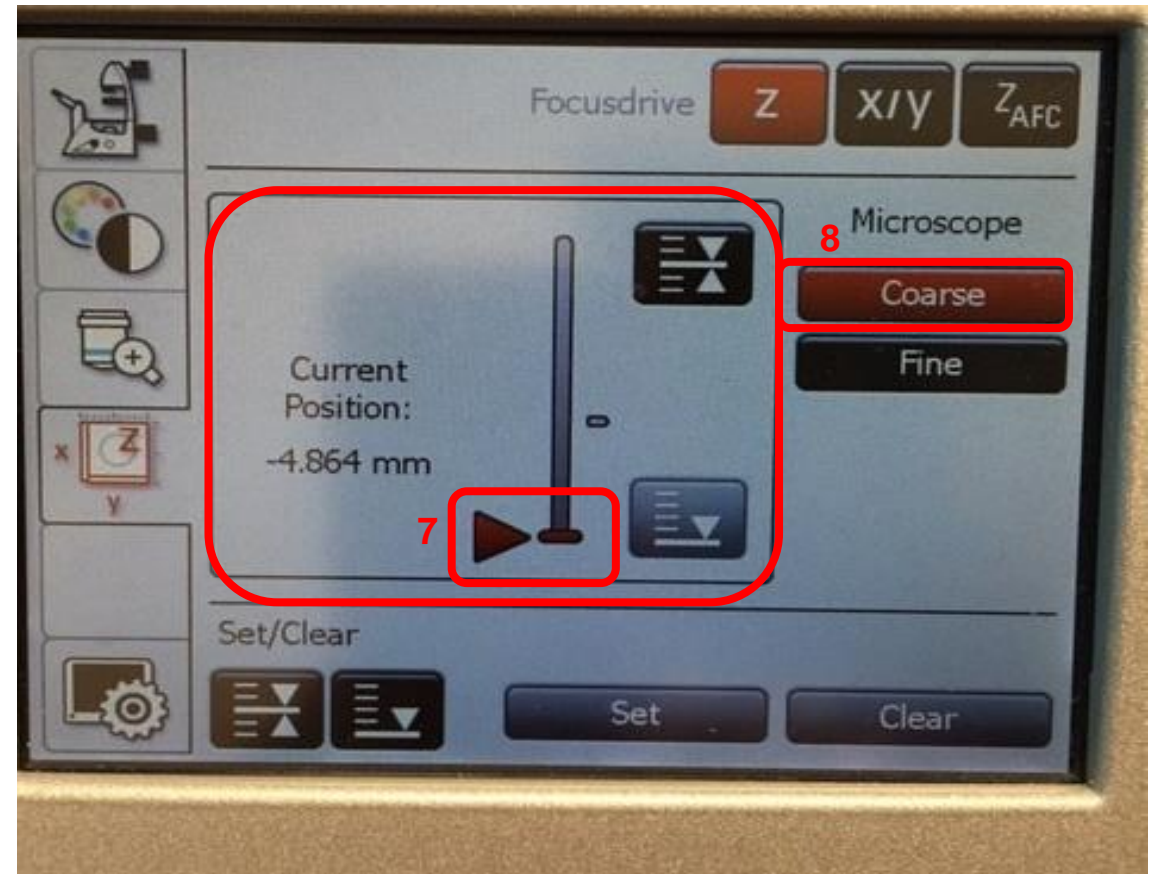 Focusdrive Z X/Y ZAFC
8 Microscope
Coarse
Fine
Current
Position:
-4.864 mm
7
x Z
y
Set/Clear
Set Clear